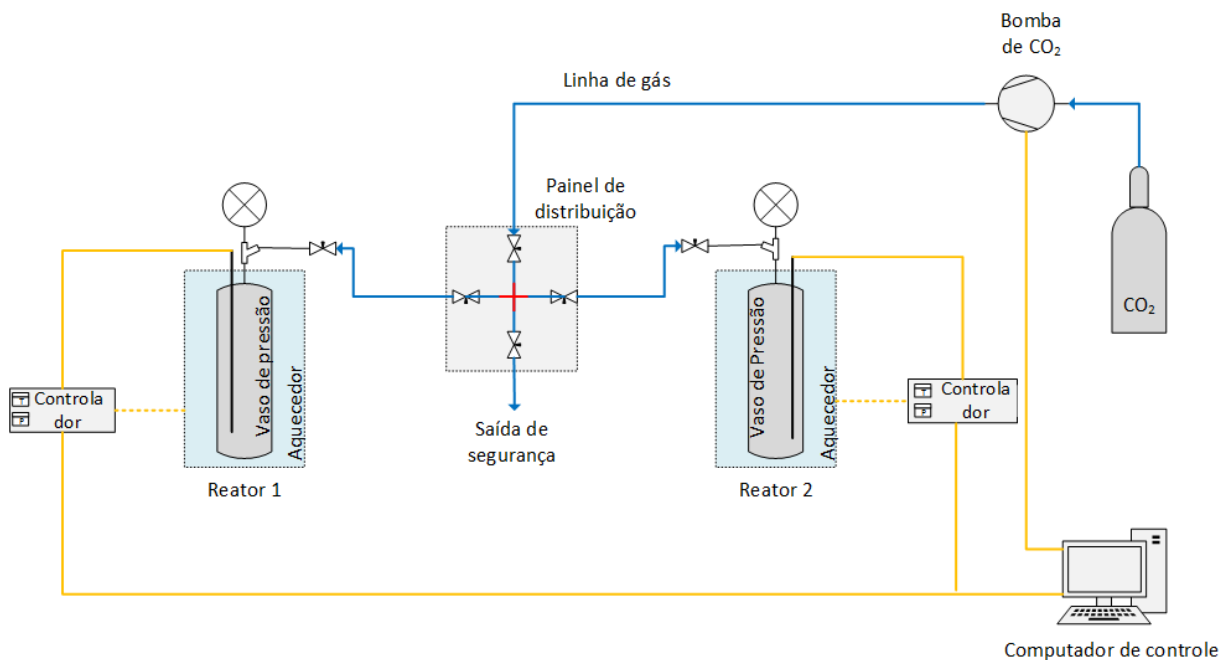 Bomba
de CO₂
Linha de gás
Painel de
distribuição
CO₂
Vaso de pressão
Aquecedor
Vaso de Pressão
Aquecedor
T
P
Controla
dor
T
P
Controla
dor
Saída de
segurança
Reator 1
Reator 2
Computador de controle